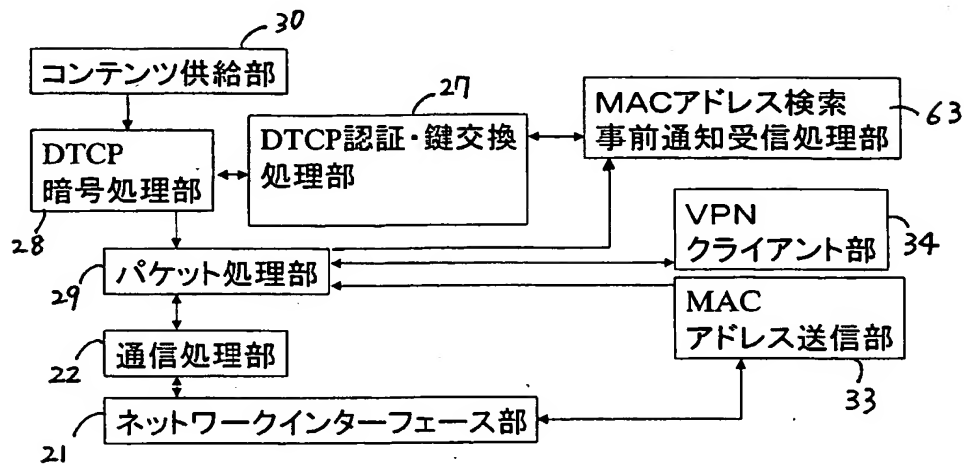 30
コンテンツ供給部
27
DTCP認証・鍵交換
処理部
MACアドレス検索
事前通知受信処理部
63
DTCP
暗号処理部
28
VPN
クライアント部
34
パケット処理部
29
MAC
アドレス送信部
33
通信処理部
22
ネットワークインターフェース部
21